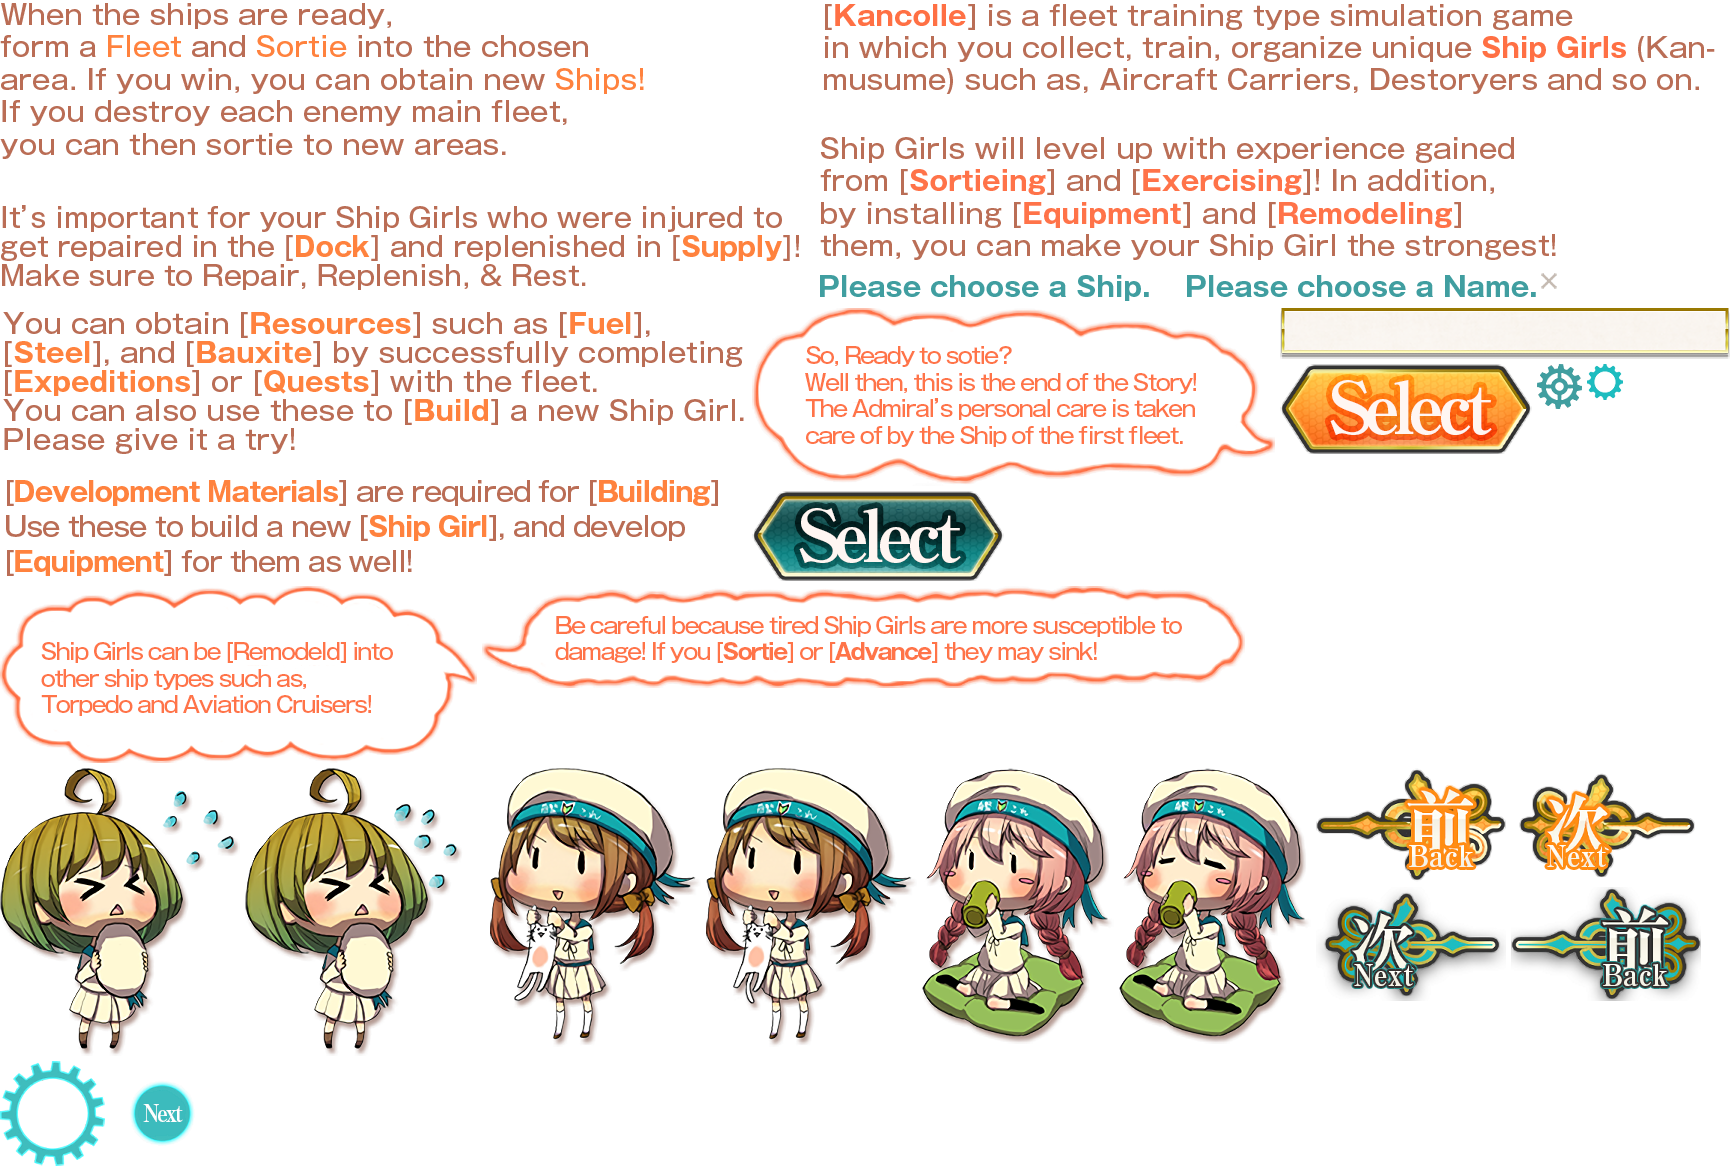 When the ships are ready,
form a Fleet and Sortie into the chosen
area. If you win, you can obtain new Ships!
If you destroy each enemy main fleet,
you can then sortie to new areas.
It's important for your Ship Girls who were injured to
get repaired in the [Dock] and replenished in [Supply]!
Make sure to Repair, Replenish, & Rest.
You can obtain [Resources] such as [Fuel],
[Steel], and [Bauxite] by successfully completing
[Expeditions] or [Quests] with the fleet.
You can also use these to [Build] a new Ship Girl.
Please give it a try!
[Development Materials] are required for [Building]
Use these to build a new [Ship Girl], and develop
[Equipment] for them as well!
[Kancolle] is a fleet training type simulation game
in which you collect, train, organize unique Ship Girls (Kan-
musume) such as, Aircraft Carriers, Destoryers and so on.
Ship Girls will level up with experience gained
from [Sortieing] and [Exercising]! In addition,
by installing [Equipment] and [Remodeling]
them, you can make your Ship Girl the strongest!
Please choose a Ship.
Please choose a Name.
×
So, Ready to sotie?
Well then, this is the end of the Story!
The Admiral's personal care is taken
care of by the Ship of the first fleet.
Select
Select
Ship Girls can be [Remodeld] into
other ship types such as,
Torpedo and Aviation Cruisers!
Be careful because tired Ship Girls are more susceptible to
damage! If you [Sortie] or [Advance] they may sink!
艦これ
艦これ
艦これ
艦これ
前
Back
次
Next
次
Next
前
Back
Next